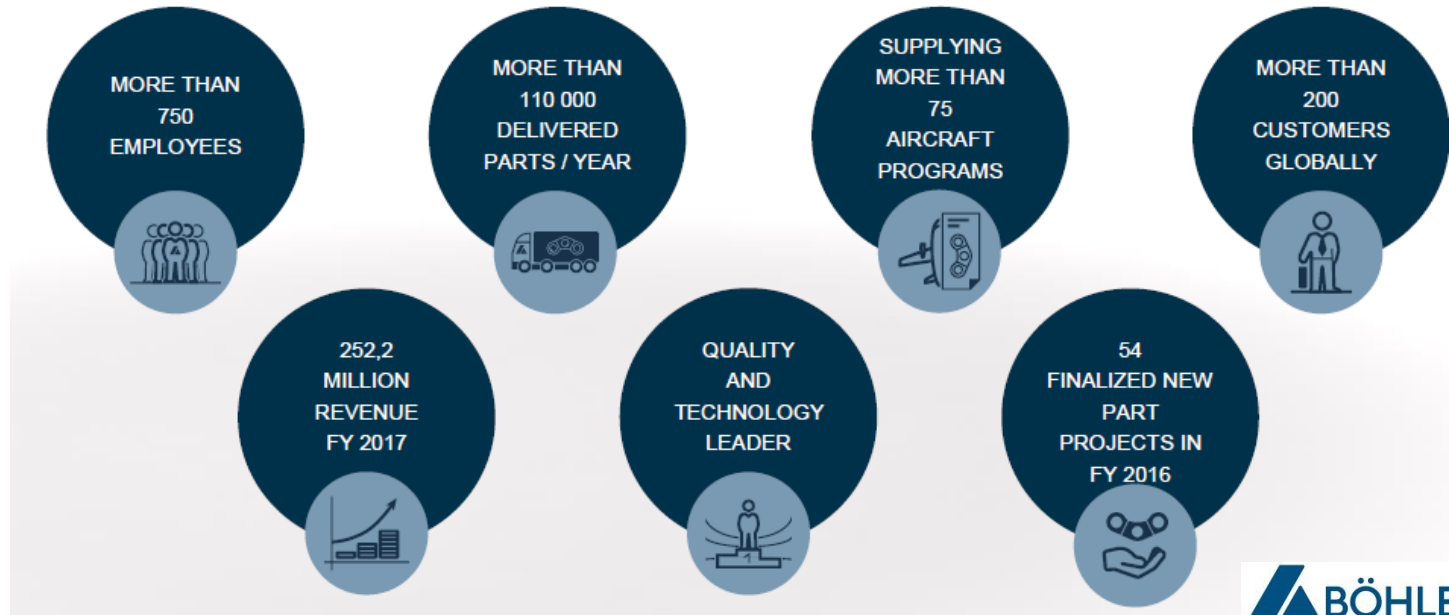 MORE THAN
750
EMPLOYEES
MORE THAN
110 000
DELIVERED
PARTS / YEAR
SUPPLYING
MORE THAN
75
AIRCRAFT
PROGRAMS
MORE THAN
200
CUSTOMERS
GLOBALLY
252,2
MILLION
REVENUE
FY 2017
QUALITY
AND
TECHNOLOGY
LEADER
1
54
FINALIZED NEW
PART
PROJECTS IN
FY 2016
BÖHLE